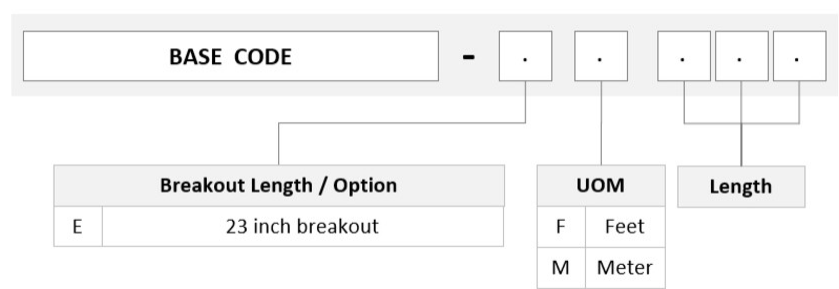 BASE CODE - . . . . .
Breakout Length / Option UOM Length
E 23 inch breakout F Feet
M Meter